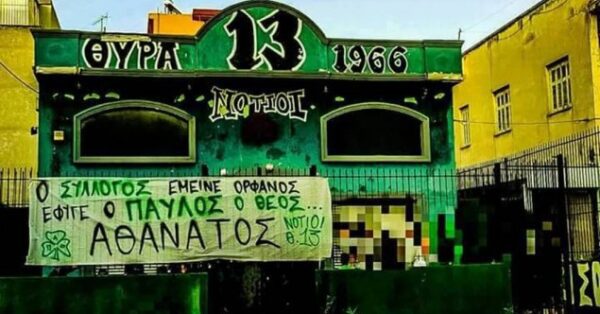 ΘΥΡΑ 13 1966
ΝΟΤΙΟΙ
Ο ΣΥΛΛΟΓΟΣ ΕΜΕΙΝΕ ΟΡΦΑΝΟΣ
ΕΦΥΓΕ Ο ΠΑΥΛΟΣ Ο ΘΕΟΣ...
ΑΘΑΝΑΤΟΣ
ΝΟΤΙΟΙ
Θ.13